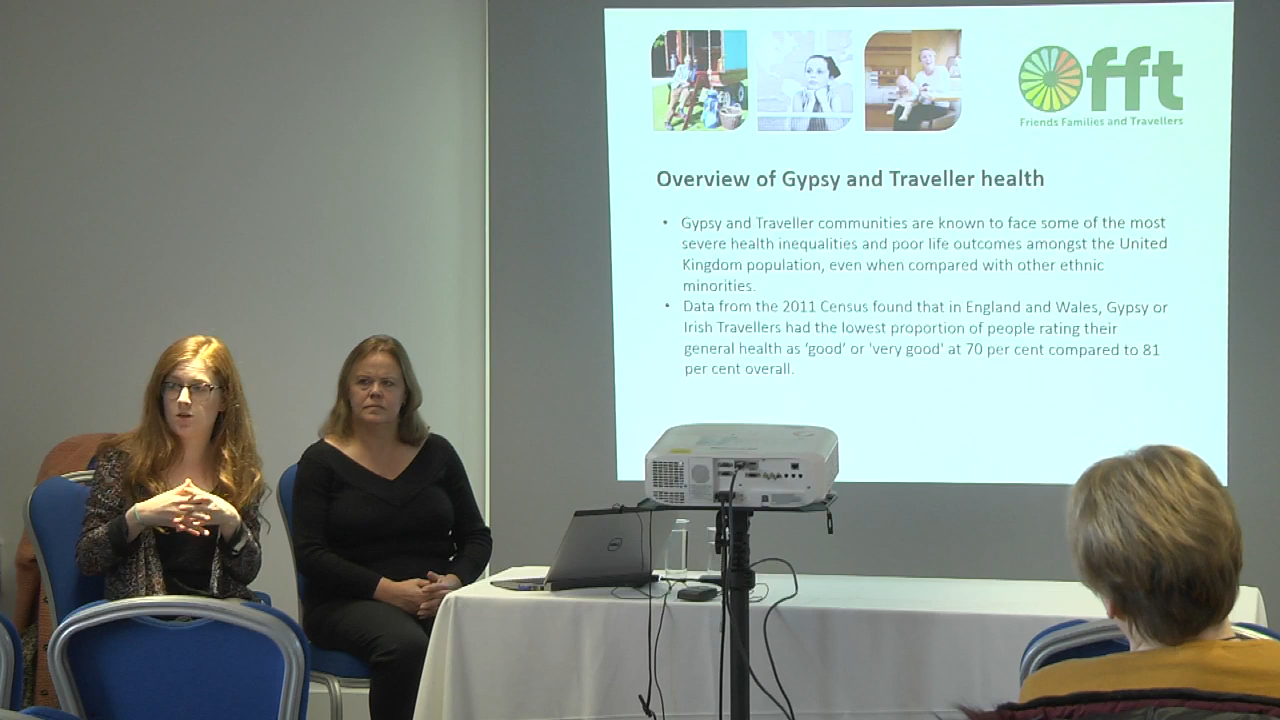 fft
Friends Families and Travellers
Overview of Gypsy and Traveller health
• Gypsy and Traveller communities are known to face some of the most
severe health inequalities and poor life outcomes amongst the United
Kingdom population, even when compared with other ethnic
minorities.
• Data from the 2011 Census found that in England and Wales, Gypsy or
Irish Travellers had the lowest proportion of people rating their
general health as ‘good’ or 'very good' at 70 per cent compared to 81
per cent overall.
DELL